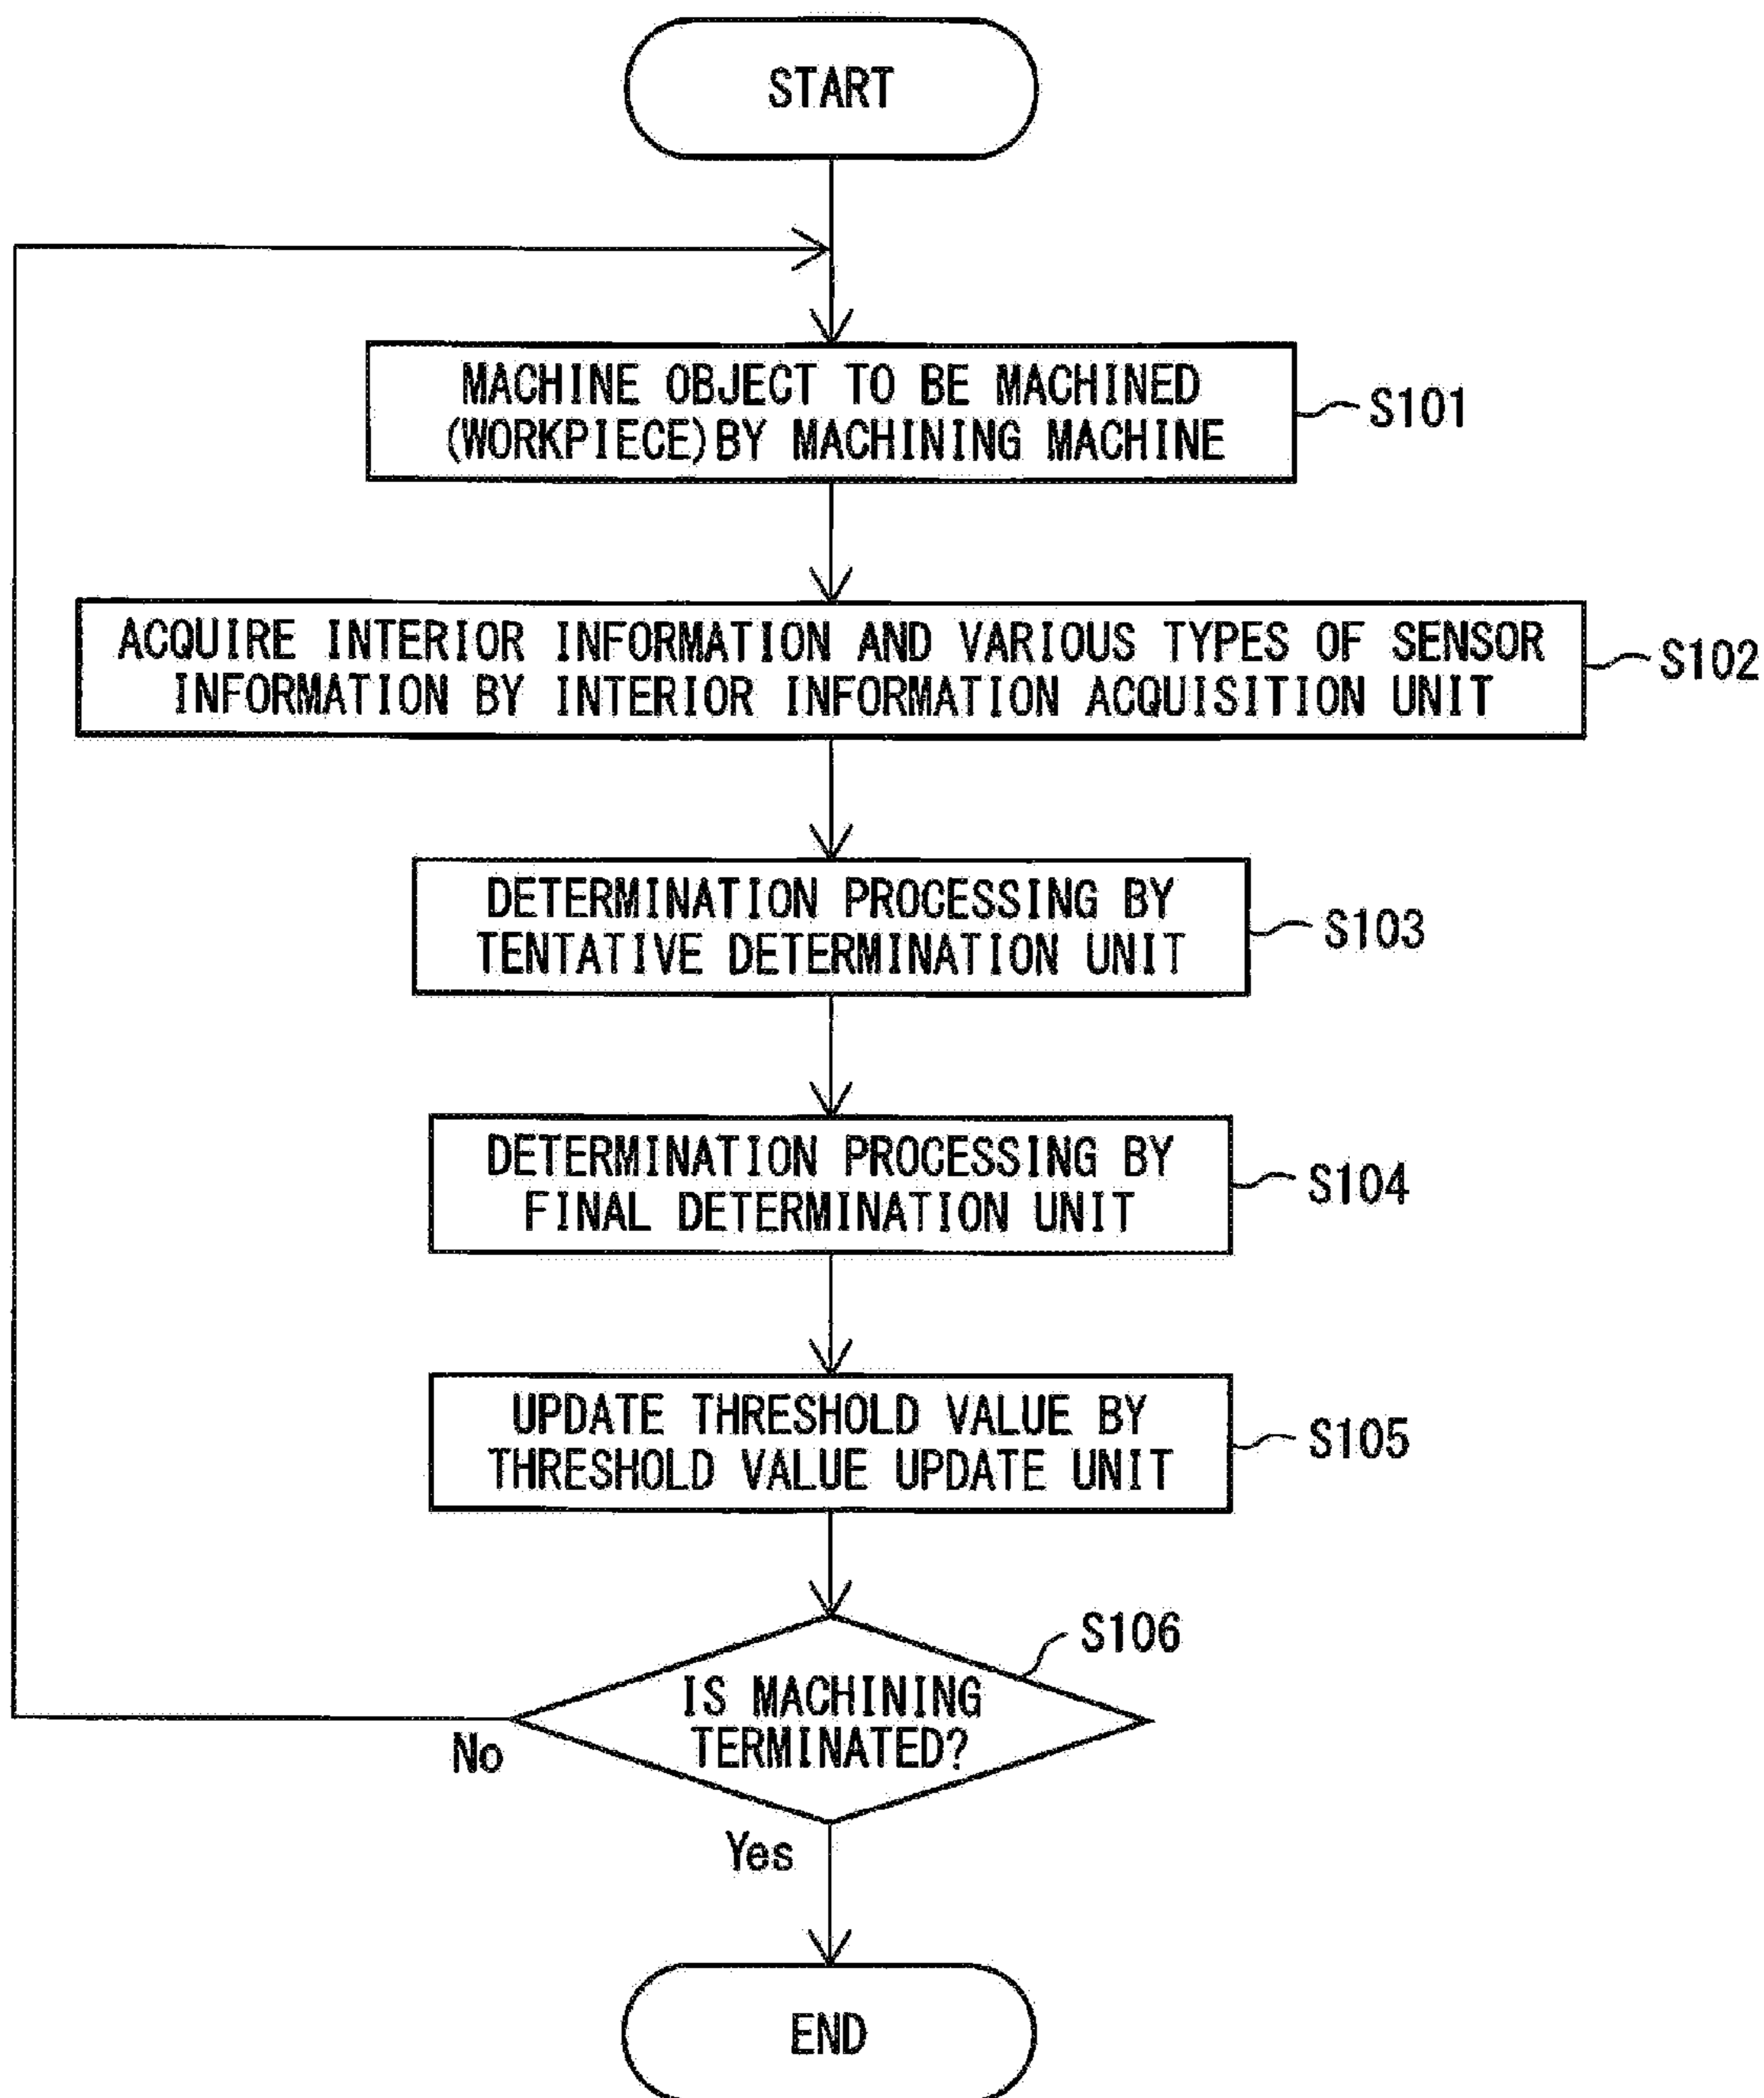 START
MACHINE OBJECT TO BE MACHINED
(WORKPIECE)BY MACHINING MACHINE
S101
ACQUIRE INTERIOR INFORMATION AND VARIOUS TYPES OF SENSOR
INFORMATION BY INTERIOR INFORMATION ACQUISITION UNIT
S102
DETERMINATION PROCESSING BY
TENTATIVE DETERMINATION UNIT
S103
DETERMINATION PROCESSING BY
FINAL DETERMINATION UNIT
S104
UPDATE THRESHOLD VALUE BY
THRESHOLD VALUE UPDATE UNIT
S105
S106
IS MACHINING
TERMINATED?
No
Yes
END